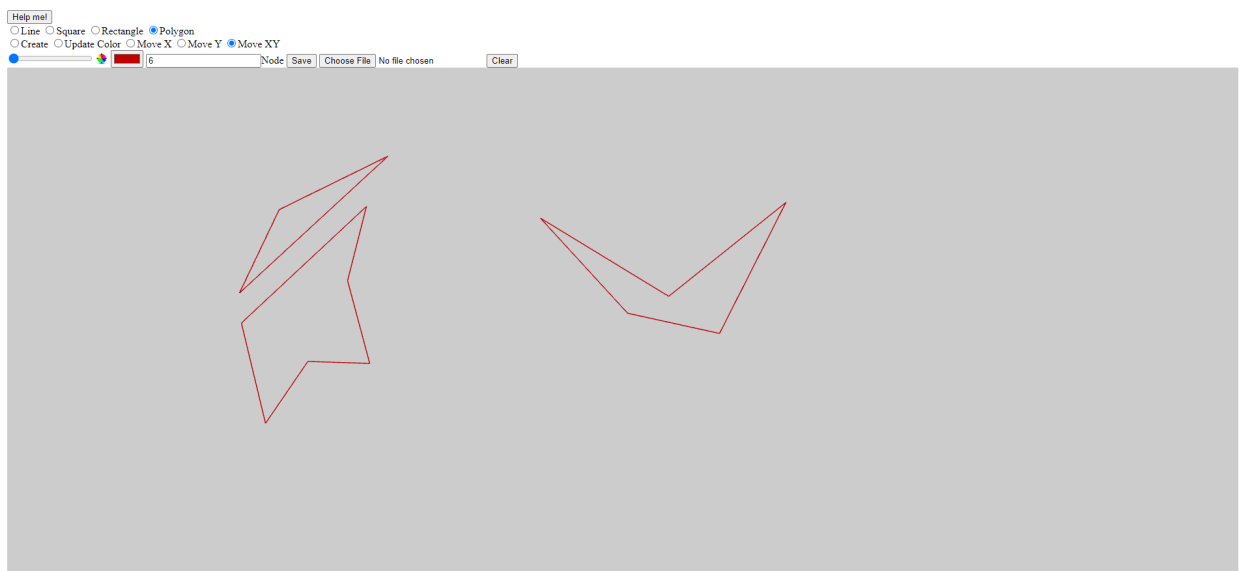 Help me!
Line Square Rectangle Polygon
Create Update Color Move X Move Y Move XY
6 Node Save Choose File No file chosen Clear